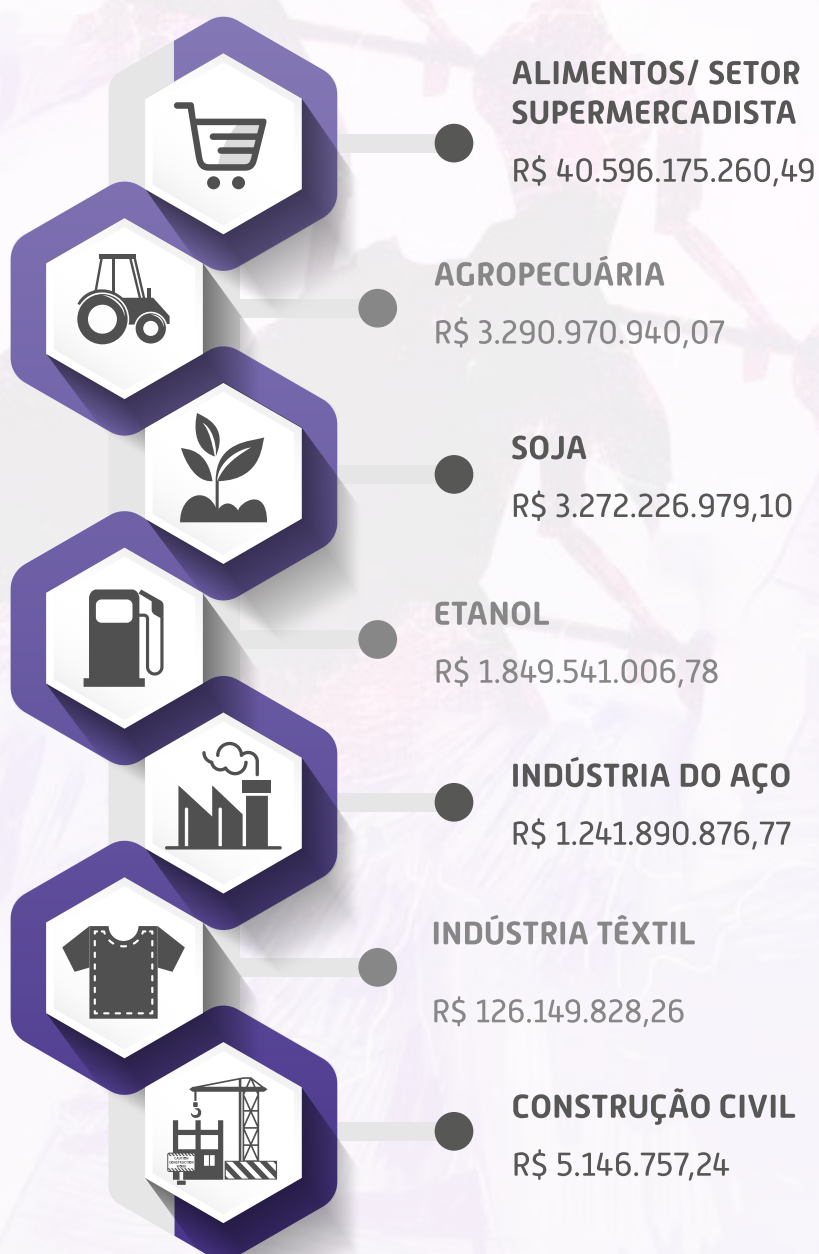 ALIMENTOS/ SETOR
SUPERMERCADISTA
R$ 40.596.175.260,49
AGROPECUÁRIA
R$ 3.290.970.940,07
SOJA
R$ 3.272.226.979,10
ETANOL
R$ 1.849.541.006,78
INDÚSTRIA DO AÇO
R$ 1.241.890.876,77
INDÚSTRIA TÊXTIL
R$ 126.149.828,26
CONSTRUÇÃO CIVIL
R$ 5.146.757,24